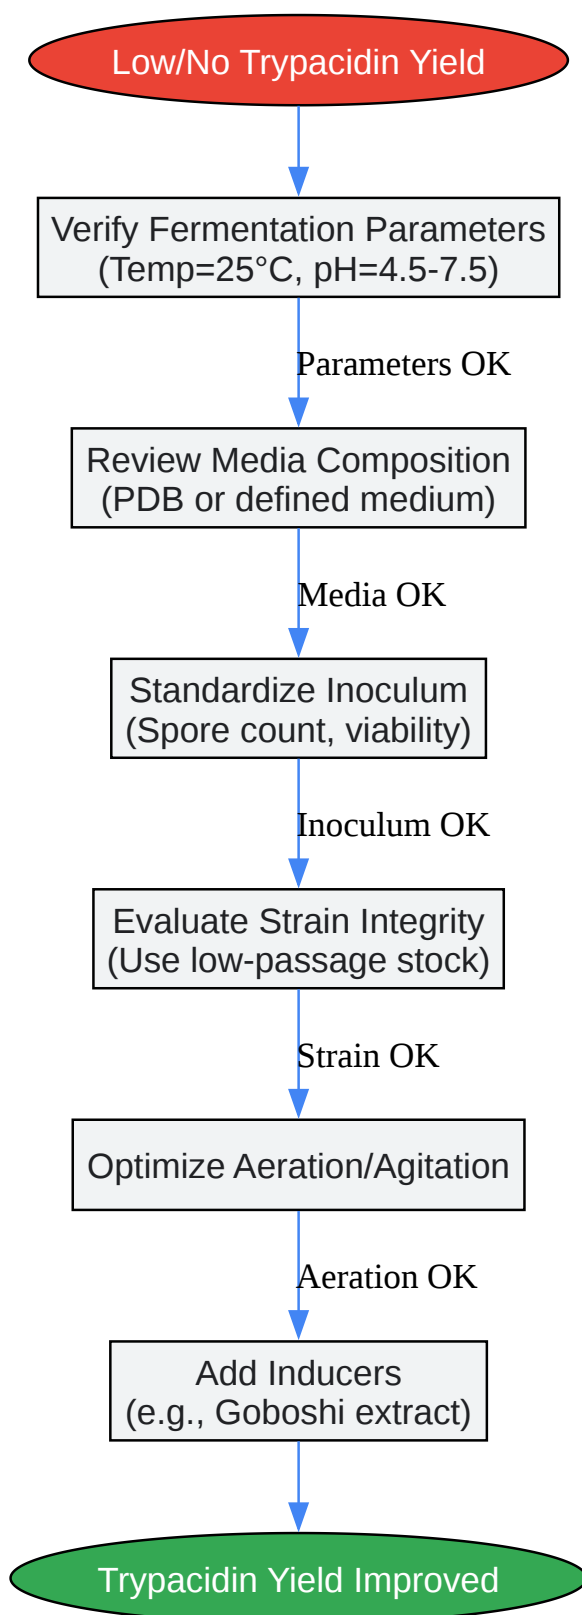 Low/No Trypacidin Yield
Verify Fermentation Parameters
(Temp=25°C, pH=4.5-7.5)
Parameters OK
Review Media Composition
(PDB or defined medium)
Media OK
Standardize Inoculum
(Spore count, viability)
Inoculum OK
Evaluate Strain Integrity
(Use low-passage stock)
Strain OK
Optimize Aeration/Agitation
Aeration OK
Add Inducers
(e.g., Goboshi extract)
Trypacidin Yield Improved